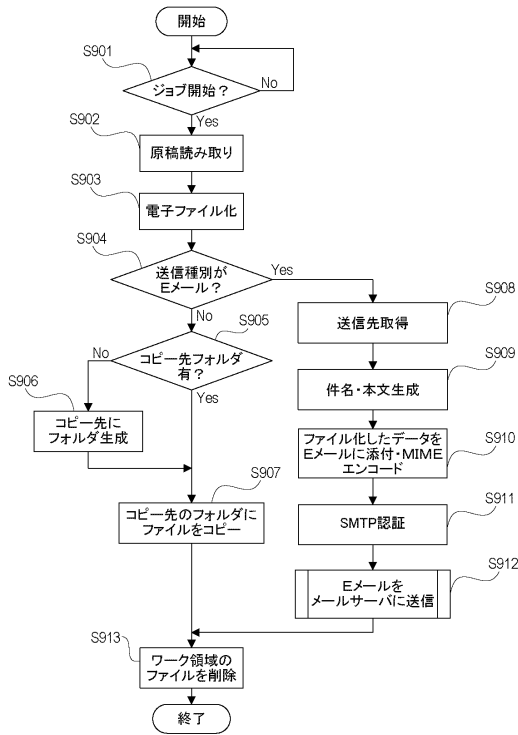 開始
S901
ジョブ開始？
No
Yes
S902
原稿読み取り
S903
電子ファイル化
S904
送信種別が
Eメール？
Yes
No
S908
送信先取得
S905
コピー先フォルダ
有？
No
Yes
S909
件名・本文生成
S906
コピー先に
フォルダ生成
S910
ファイル化したデータを
Eメールに添付・MIME
エンコード
S907
コピー先のフォルダに
ファイルをコピー
S911
SMTP認証
S912
Eメールを
メールサーバに送信
S913
ワーク領域の
ファイルを削除
終了